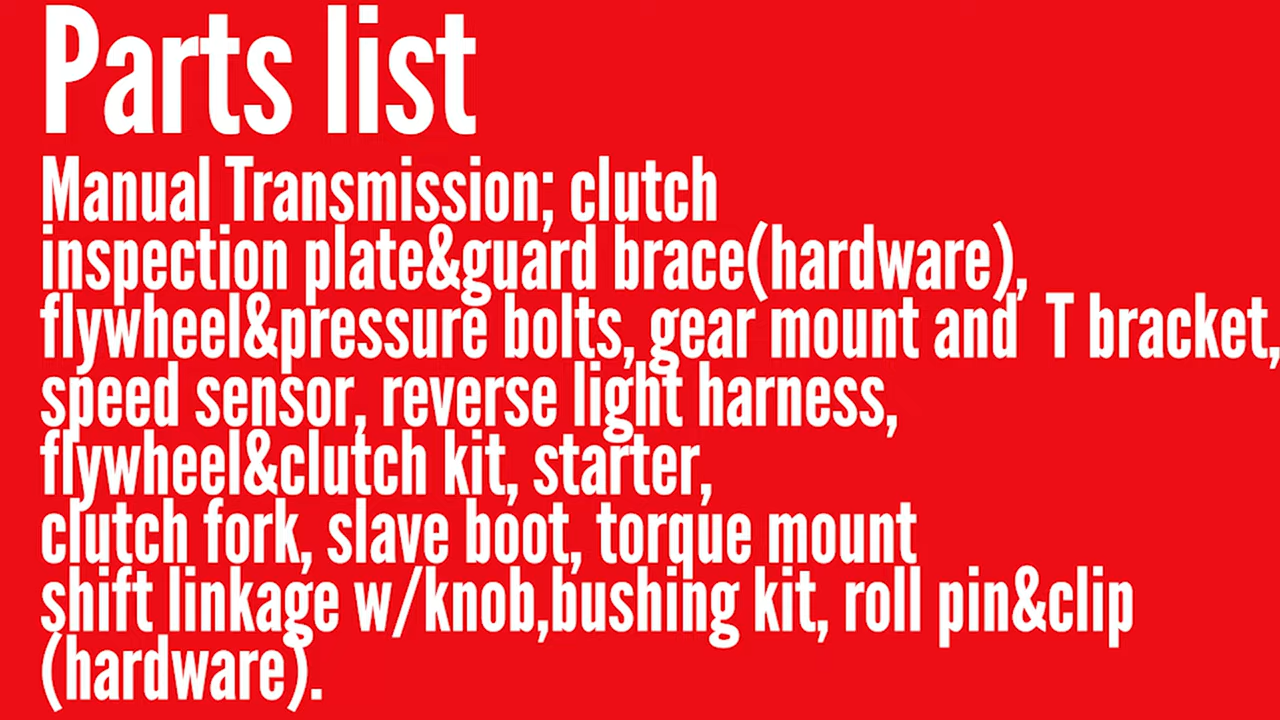 Parts list
Manual Transmission; clutch
inspection plate&guard brace(hardware),
flywheel&pressure bolts, gear mount and  T bracket,
speed sensor, reverse light harness,
flywheel&clutch kit, starter,
clutch fork, slave boot, torque mount
shift linkage w/knob,bushing kit, roll pin&clip
(hardware).